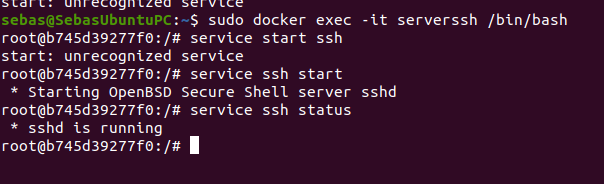 start: unrecognized service
sebas@SebasUbuntuPC:~$ sudo docker exec -it serverssh /bin/bash
root@b745d39277f0:/# service start ssh
start: unrecognized service
root@b745d39277f0:/# service ssh start
 * Starting OpenBSD Secure Shell server sshd
root@b745d39277f0:/# service ssh status
 * sshd is running
root@b745d39277f0:/#